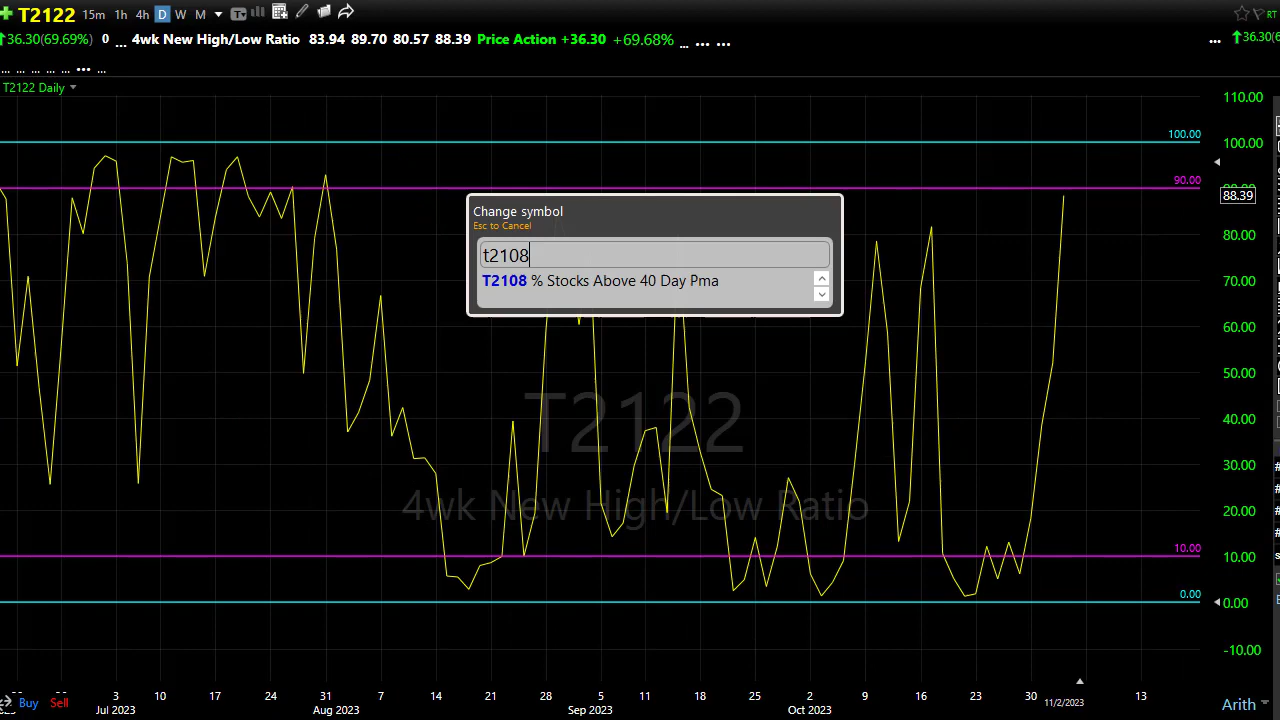 T2122 15m 1h 4h D W M T RT
36.30(69.69%) 0 ... 4wk New High/Low Ratio 83.94 89.70 80.57 88.39 Price Action +36.30 +69.68% ... ... ... ... 36.30(6
... ... ... ... ... ... ...
T2122 Daily
110.00
100.00 100.00
90.00
88.39
80.00
70.00
60.00
50.00
40.00
30.00
20.00
10.00 10.00
0.00 0.00
-10.00
Change symbol
Esc to Cancel
t2108
T2108 % Stocks Above 40 Day Pma
T2122
4wk New High/Low Ratio
3 10 17 24 31 7 14 21 28 5 11 18 25 2 9 16 23 30 11/2/2023 13
Jul 2023 Aug 2023 Sep 2023 Oct 2023
Buy Sell
Arith